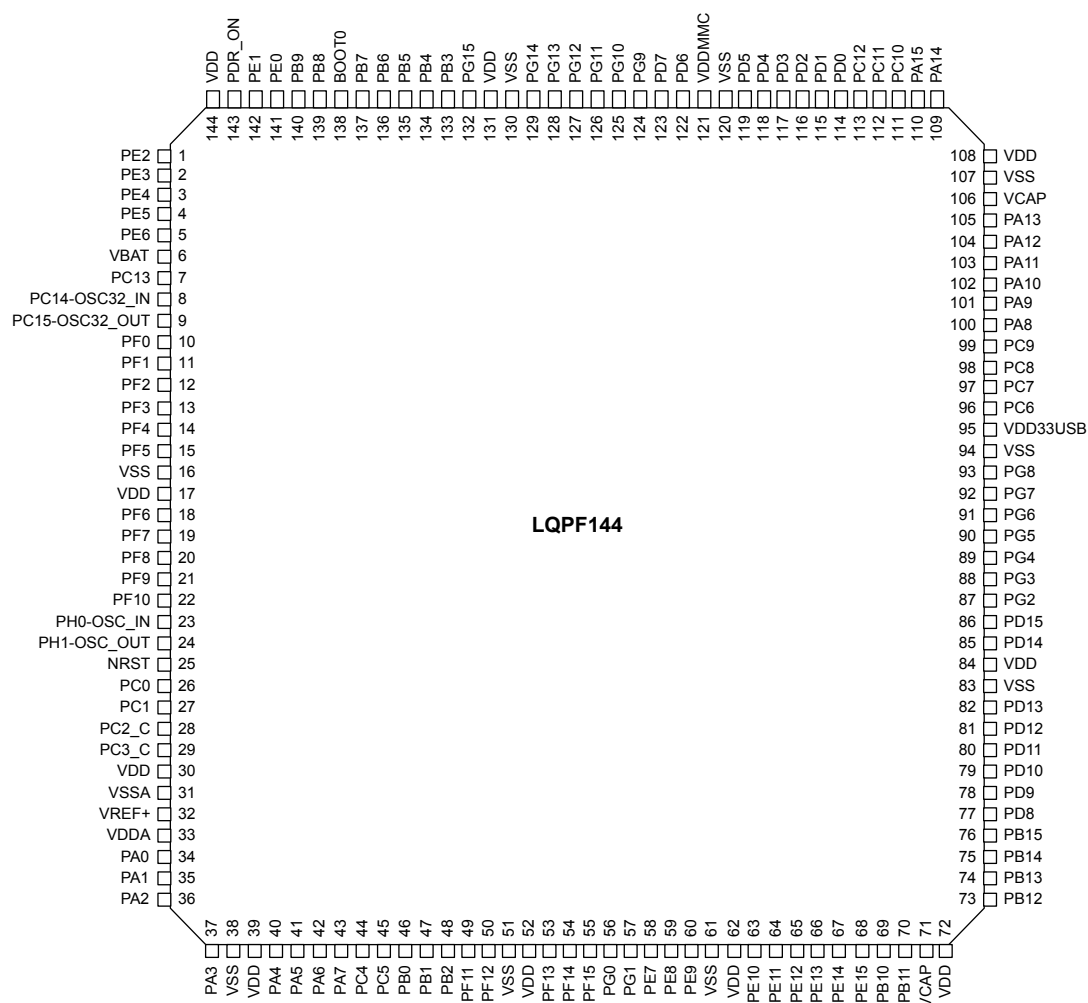 VDD
PDR_ON
PE1
PE0
PB9
PB8
BOOT0
PB7
PB6
PB5
PB4
PB3
PG15
VDD
VSS
PG14
PG13
PG12
PG11
PG10
PG9
PD7
PD6
VDDMMC
VSS
PD5
PD4
PD3
PD2
PD1
PD0
PC12
PC11
PC10
PA15
PA14
144
143
142
141
140
139
138
137
136
135
134
133
132
131
130
129
128
127
126
125
124
123
122
121
120
119
118
117
116
115
114
113
112
111
110
109
PE2 1
PE3 2
PE4 3
PE5 4
PE6 5
VBAT 6
PC13 7
PC14-OSC32_IN 8
PC15-OSC32_OUT 9
PF0 10
PF1 11
PF2 12
PF3 13
PF4 14
PF5 15
VSS 16
VDD 17
PF6 18
PF7 19
PF8 20
PF9 21
PF10 22
PH0-OSC_IN 23
PH1-OSC_OUT 24
NRST 25
PC0 26
PC1 27
PC2_C 28
PC3_C 29
VDD 30
VSSA 31
VREF+ 32
VDDA 33
PA0 34
PA1 35
PA2 36
LQPF144
108 VDD
107 VSS
106 VCAP
105 PA13
104 PA12
103 PA11
102 PA10
101 PA9
100 PA8
99 PC9
98 PC8
97 PC7
96 PC6
95 VDD33USB
94 VSS
93 PG8
92 PG7
91 PG6
90 PG5
89 PG4
88 PG3
87 PG2
86 PD15
85 PD14
84 VDD
83 VSS
82 PD13
81 PD12
80 PD11
79 PD10
78 PD9
77 PD8
76 PB15
75 PB14
74 PB13
73 PB12
37
38
39
40
41
42
43
44
45
46
47
48
49
50
51
52
53
54
55
56
57
58
59
60
61
62
63
64
65
66
67
68
69
70
71
72
PA3
VSS
VDD
PA4
PA5
PA6
PA7
PC4
PC5
PB0
PB1
PB2
PF11
PF12
VSS
VDD
PF13
PF14
PF15
PG0
PG1
PE7
PE8
PE9
VSS
VDD
PE10
PE11
PE12
PE13
PE14
PE15
PB10
PB11
VCAP
VDD